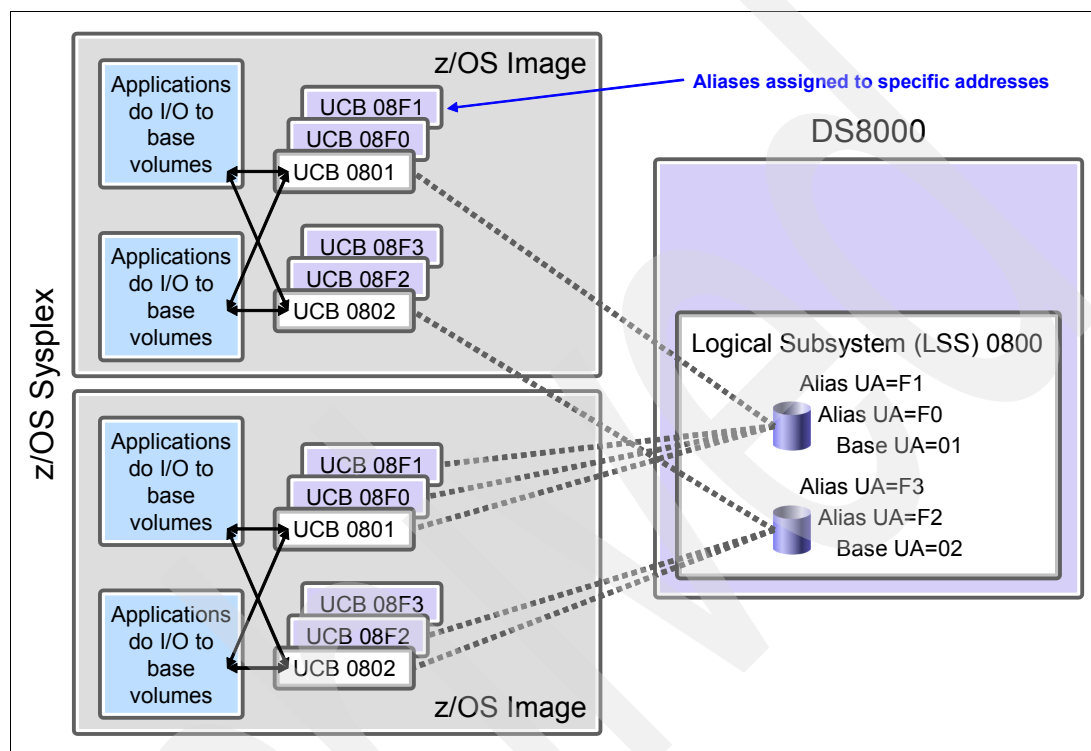 z/OS Sysplex
z/OS Image
Applications
do I/O to
base
volumes
UCB 08F1
UCB 08F0
UCB 0801
Applications
do I/O to
base
volumes
UCB 08F3
UCB 08F2
UCB 0802
Aliases assigned to specific addresses
DS8000
Logical Subsystem (LSS) 0800
Alias UA=F1
Alias UA=F0
Base UA=01
Alias UA=F3
Alias UA=F2
Base UA=02
Applications
do I/O to
base
volumes
UCB 08F1
UCB 08F0
UCB 0801
Applications
do I/O to
base
volumes
UCB 08F3
UCB 08F2
UCB 0802
z/OS Image